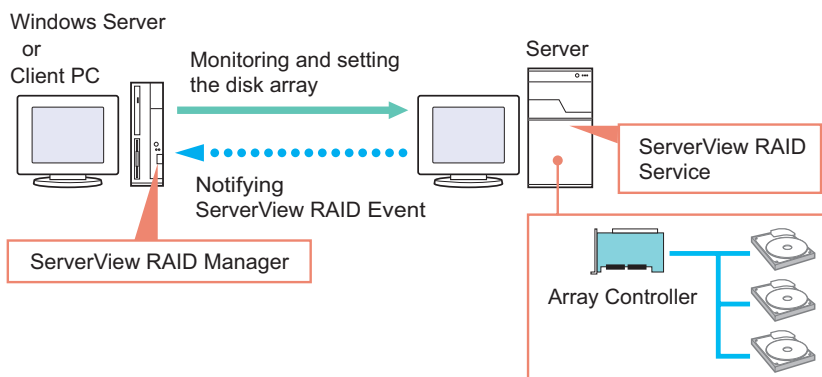 Windows Server
or
Client PC
Monitoring and setting
the disk array
Server
Notifying
ServerView RAID Event
ServerView RAID
Service
ServerView RAID Manager
Array Controller